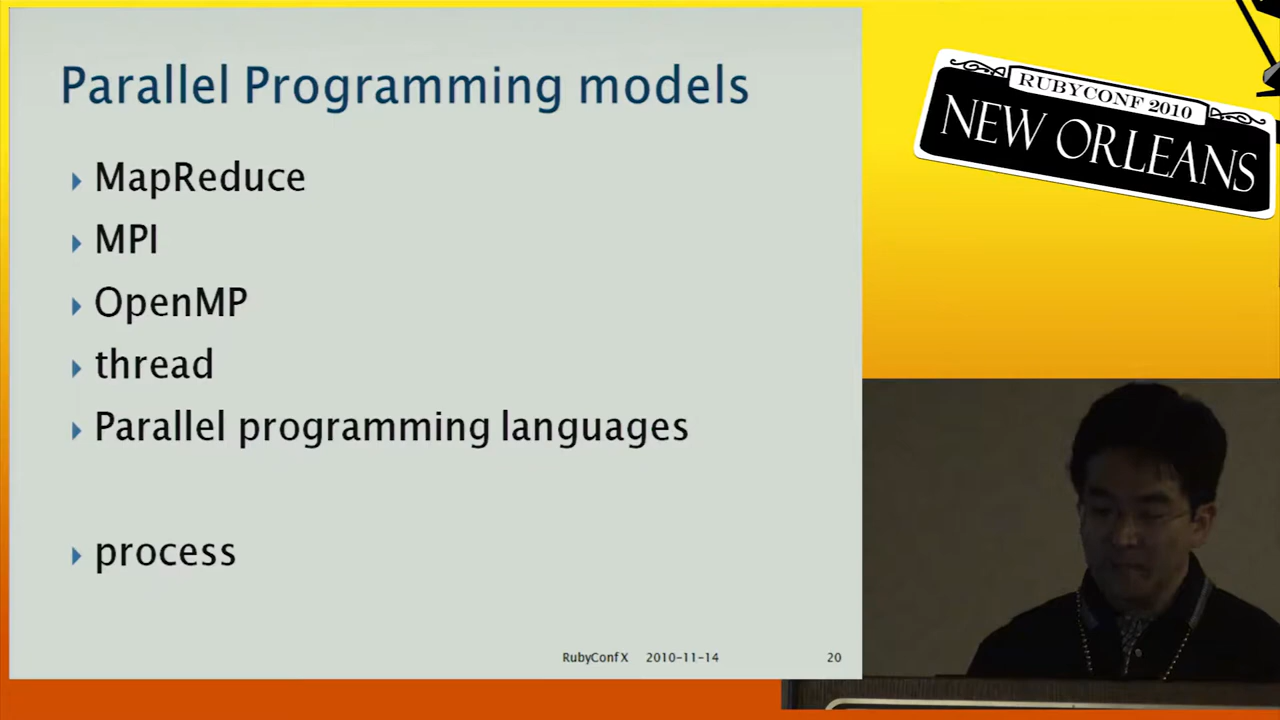 Parallel Programming models
MapReduce
MPI
OpenMP
thread
Parallel programming languages
process
RubyConf X 2010-11-14 20
RUBYCONF 2010
NEW ORLEANS